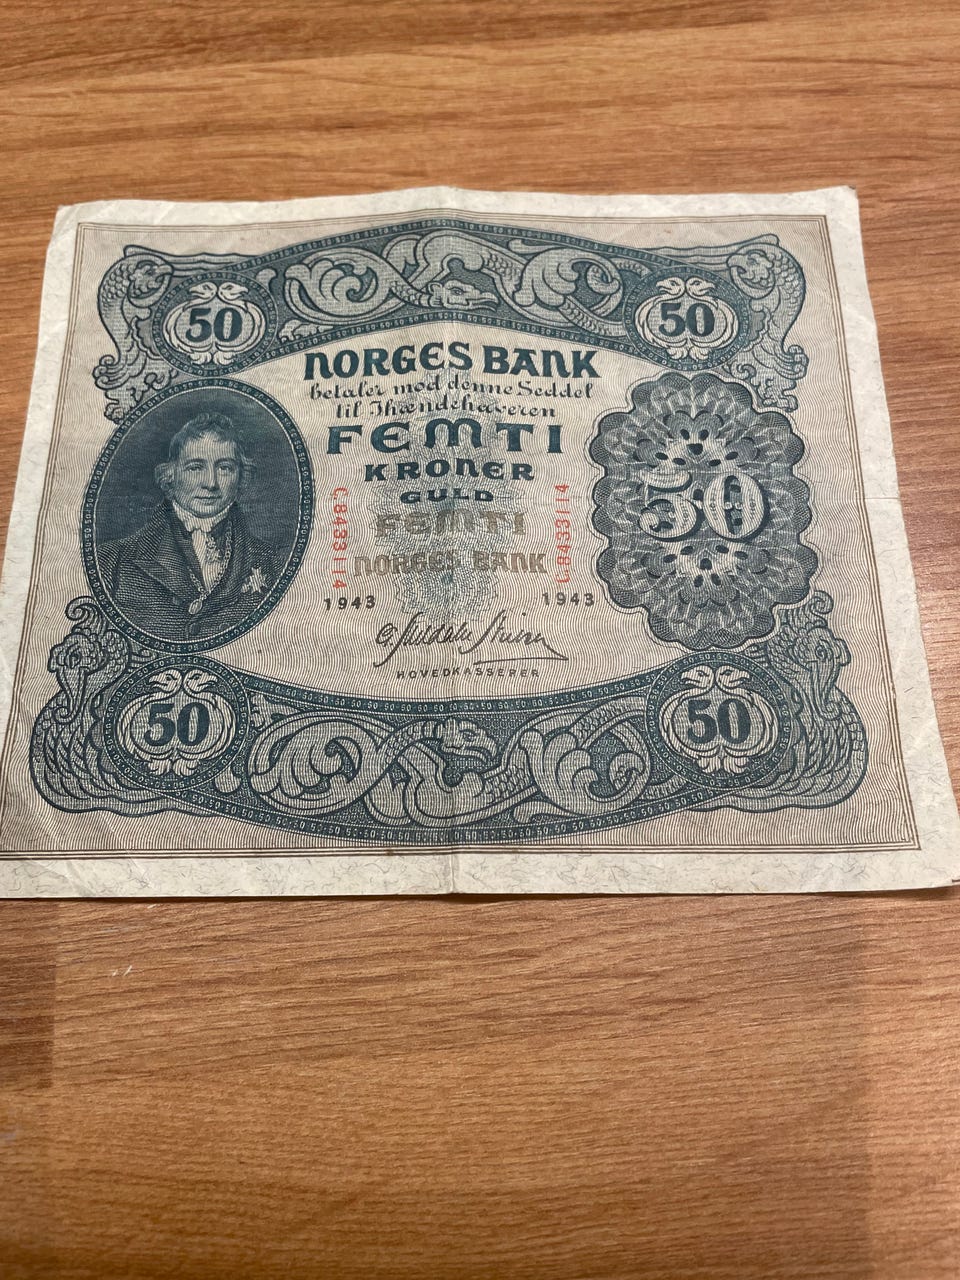 50 50
NORGES BANK
betaler mod denne Seddel
til Ihændehaveren
FEMTI
KRONER
GULD
FEMTI
NORGES BANK
C.8433114 C.8433114
1943 1943
HOVEDKASSERER
50
50 50